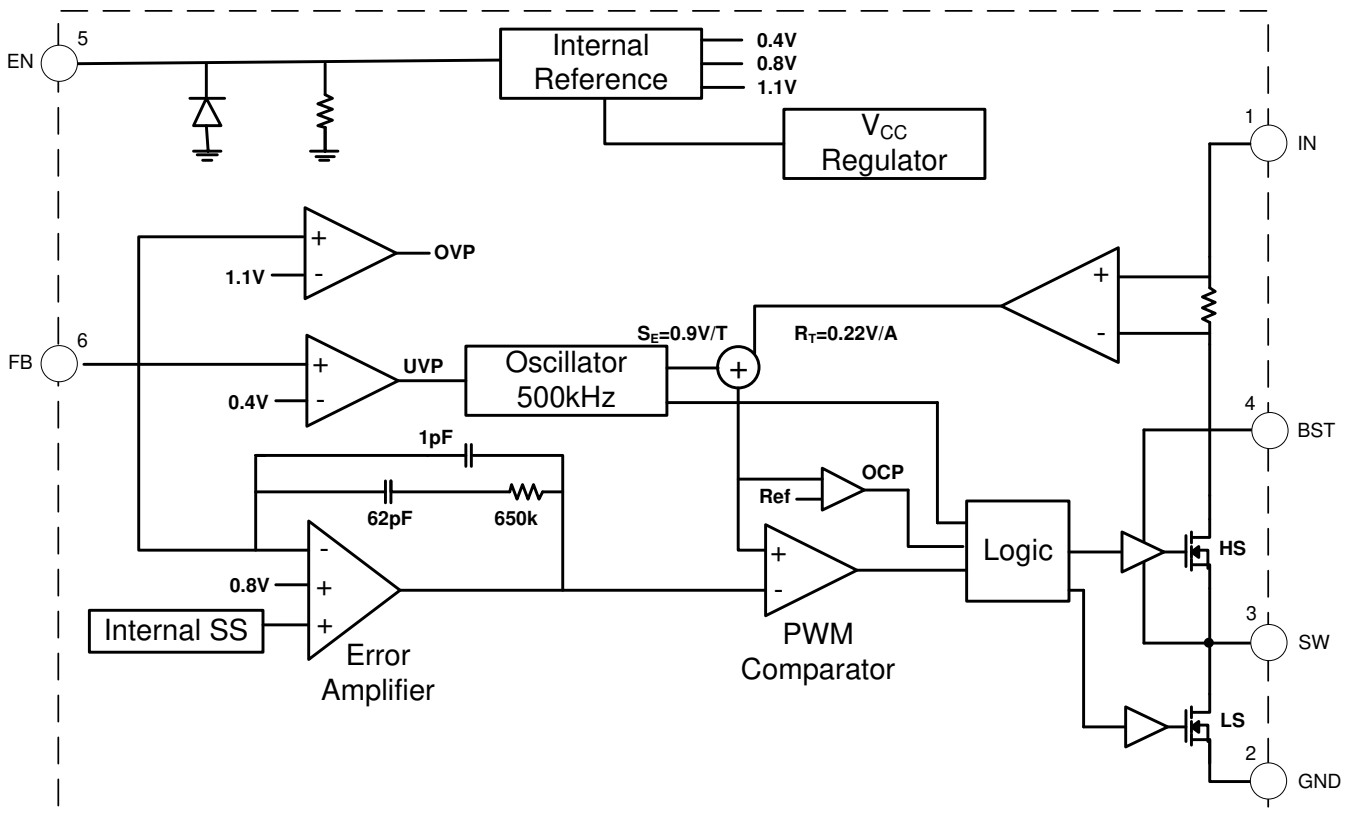 5
EN
Internal
Reference
0.4V
0.8V
1.1V
VCC
Regulator
1
IN
+
1.1V
-
OVP
+
-
SE=0.9V/T
RT=0.22V/A
6
FB
+
0.4V
-
UVP
Oscillator
500kHz
+
4
BST
1pF
62pF
650k
Ref
OCP
-
0.8V
+
Internal SS
+
Error
Amplifier
+
-
PWM
Comparator
Logic
HS
3
SW
LS
2
GND